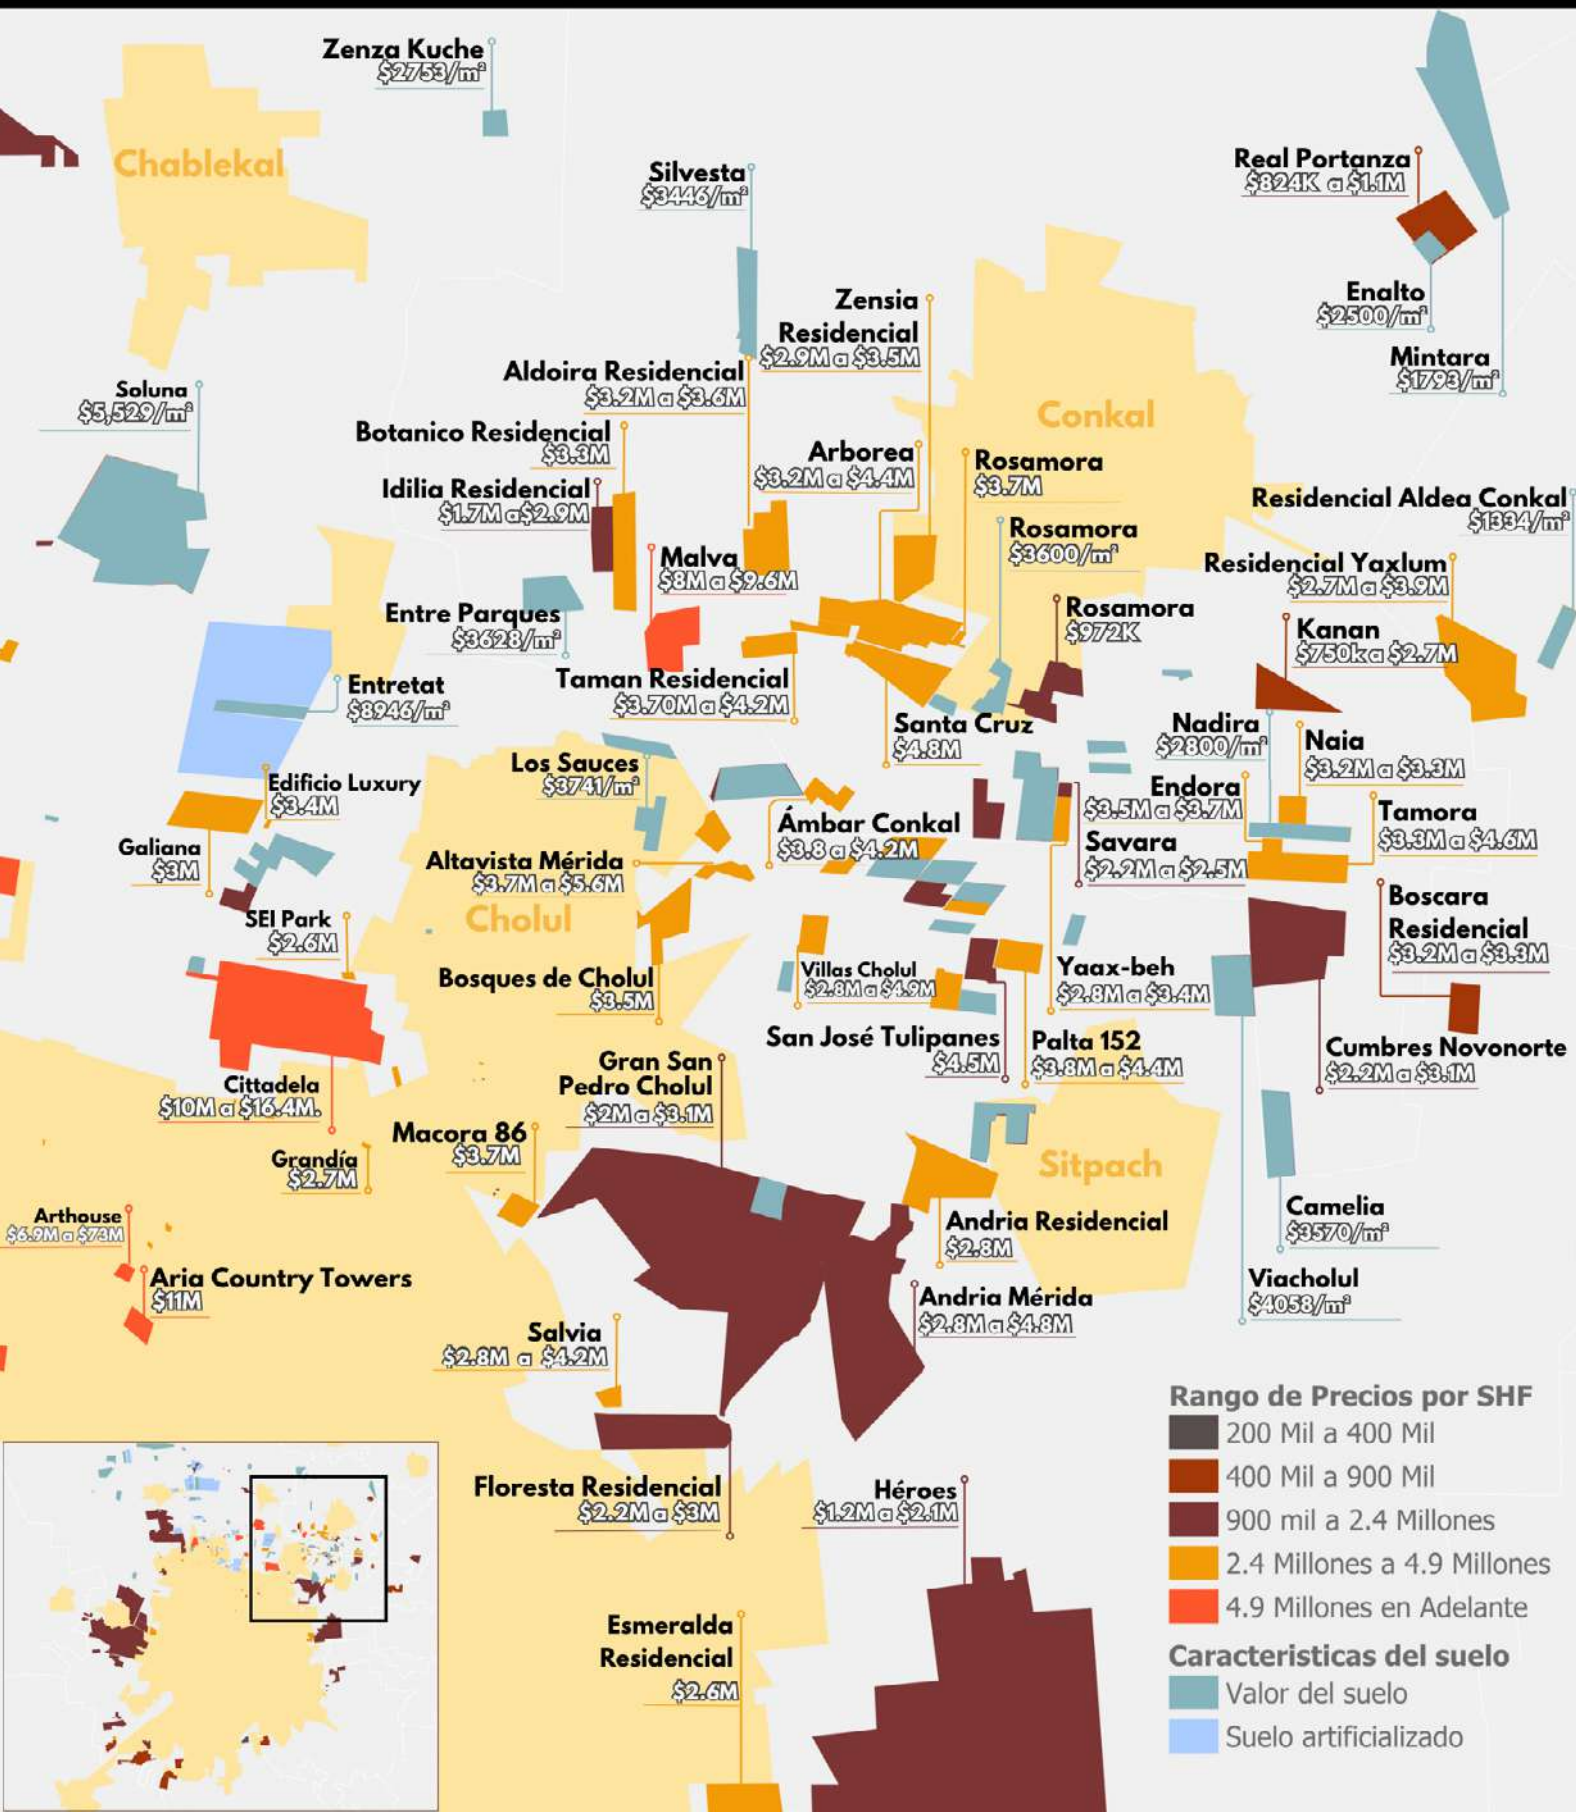 Zenza Kuche
$2753/m²
Chablekal
Silvesta
$3446/m²
Real Portanza
$824K a $1.1M
Enalto
$2500/m²
Mintara
$1793/m²
Zensia
Residencial
$2.9M a $3.5M
Aldoira Residencial
$3.2M a $3.6M
Soluna
$5,529/m²
Botanico Residencial
$3.3M
Conkal
Arborea
$3.2M a $4.4M
Rosamora
$3.7M
Idilia Residencial
$1.7M a$2.9M
Residencial Aldea Conkal
$1334/m²
Rosamora
$3600/m²
Malva
$8M a $9.6M
Residencial Yaxlum
$2.7M a $3.9M
Entre Parques
$3628/m²
Rosamora
$972K
Kanan
$750k a $2.7M
Taman Residencial
$3.70M a $4.2M
Entretat
$8946/m²
Santa Cruz
$4.8M
Nadira
$2800/m²
Naia
$3.2M a $3.3M
Los Sauces
$3741/m²
Edificio Luxury
$3.4M
Endora
$3.5M a $3.7M
Tamora
$3.3M a $4.6M
Ámbar Conkal
$3.8 a $4.2M
Galiana
$3M
Savara
$2.2M a $2.5M
Altavista Mérida
$3.7M a $5.6M
Cholul
Boscara
Residencial
$3.2M a $3.3M
SEI Park
$2.6M
Bosques de Cholul
$3.5M
Villas Cholul
$2.8M a $4.9M
Yaax-beh
$2.8M a $3.4M
San José Tulipanes
$4.5M
Palta 152
$3.8M a $4.4M
Cumbres Novonorte
$2.2M a $3.1M
Gran San
Pedro Cholul
$2M a $3.1M
Cittadela
$10M a $16.4M.
Macora 86
$3.7M
Grandía
$2.7M
Sitpach
Arthouse
$6.9M a $73M
Andria Residencial
$2.8M
Camelia
$3570/m²
Aria Country Towers
$11M
Viacholul
$4058/m²
Andria Mérida
$2.8M a $4.8M
Salvia
$2.8M a $4.2M
Floresta Residencial
$2.2M a $3M
Héroes
$1.2M a $2.1M
Esmeralda
Residencial
$2.6M
Rango de Precios por SHF
200 Mil a 400 Mil
400 Mil a 900 Mil
900 mil a 2.4 Millones
2.4 Millones a 4.9 Millones
4.9 Millones en Adelante
Caracteristicas del suelo
Valor del suelo
Suelo artificializado